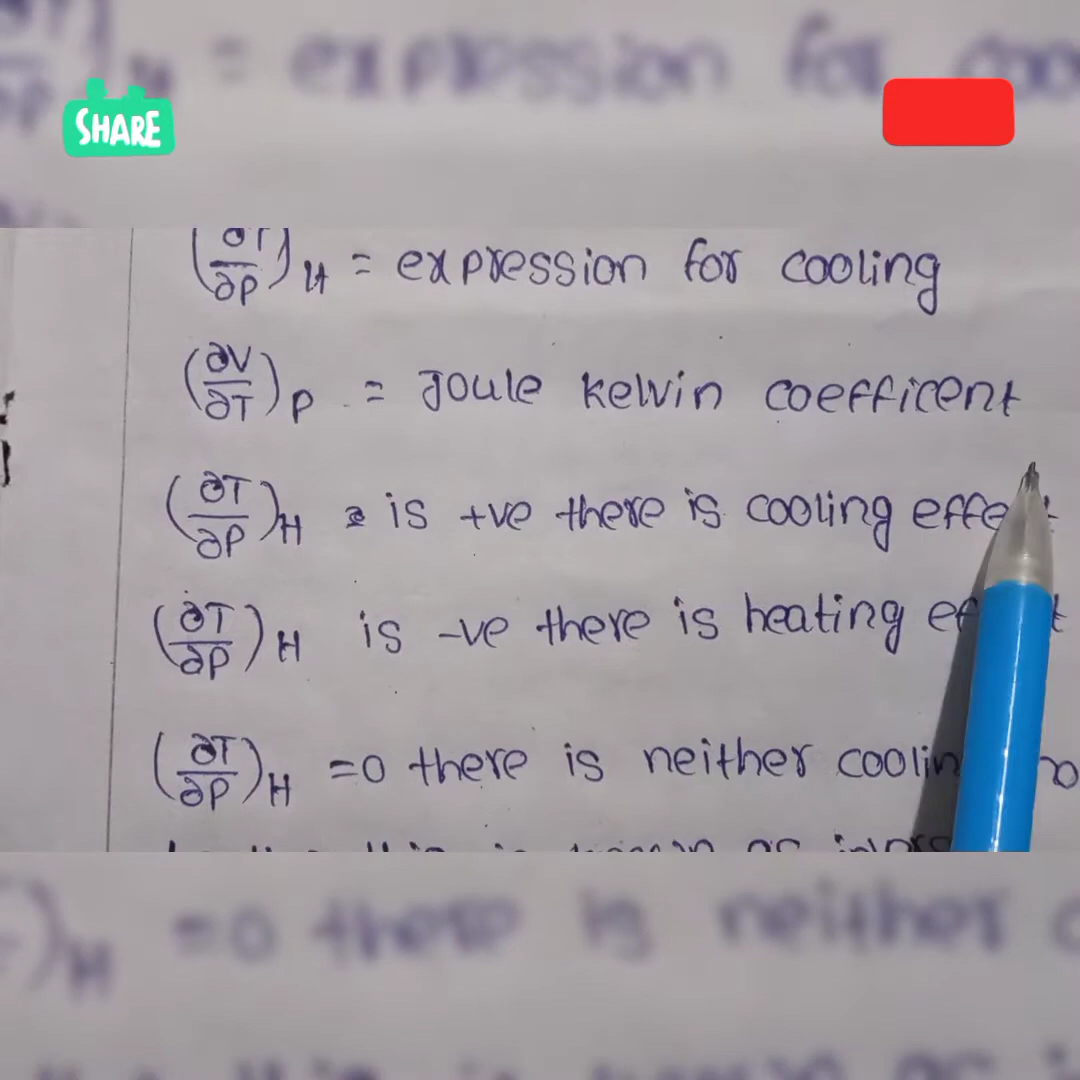 SHARE
(∂T/∂P)H = expression for cooling
(∂V/∂T)P = Joule kelvin coefficent
(∂T/∂P)H is +ve there is cooling effe
(∂T/∂P)H is -ve there is heating
(∂T/∂P)H =0 there is neither